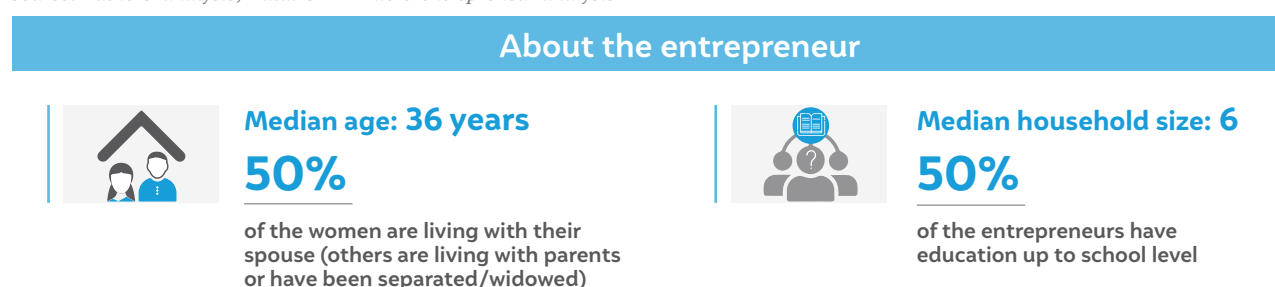 About the entrepreneur
Median age: 36 years
50%
of the women are living with their
spouse (others are living with parents
or have been separated/widowed)
Median household size: 6
50%
of the entrepreneurs have
education up to school level